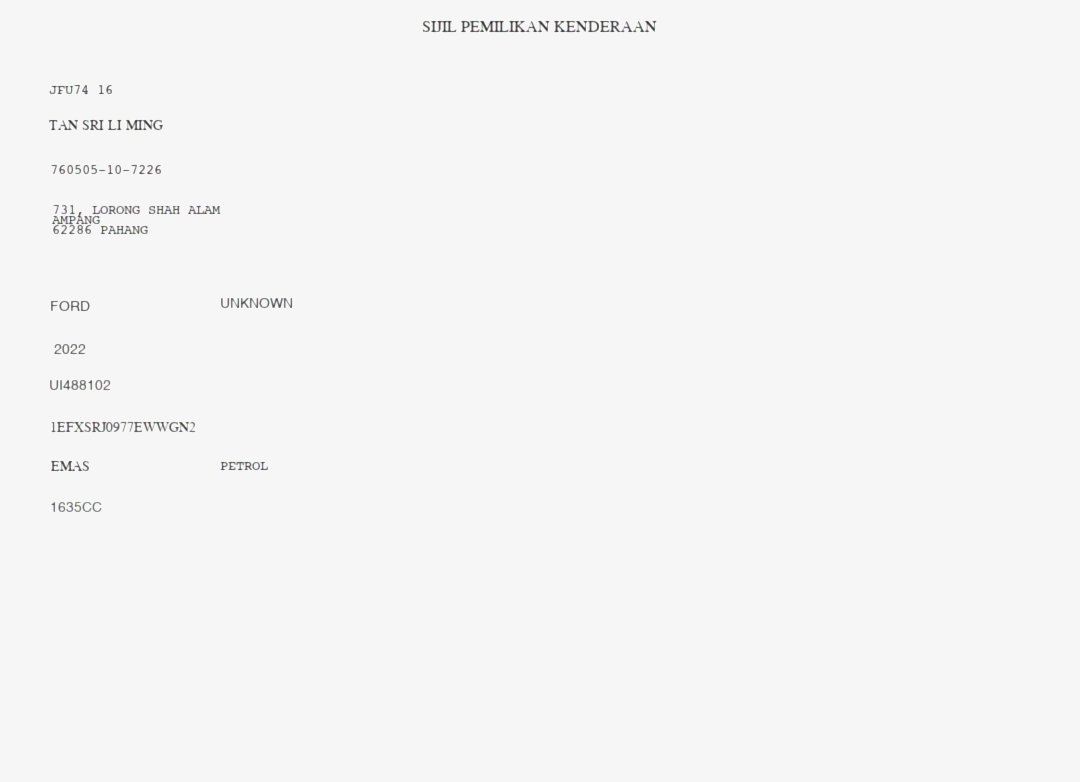 SIJIL PEMILIKAN KENDERAAN
JFU74 16
TAN SRI LI MING
760505-10-7226
731, LORONG SHAH ALAM
AMPANG
62286 PAHANG
FORD UNKNOWN
2022
UI488102
1EFXSRJ0977EWWGN2
EMAS PETROL
1635CC